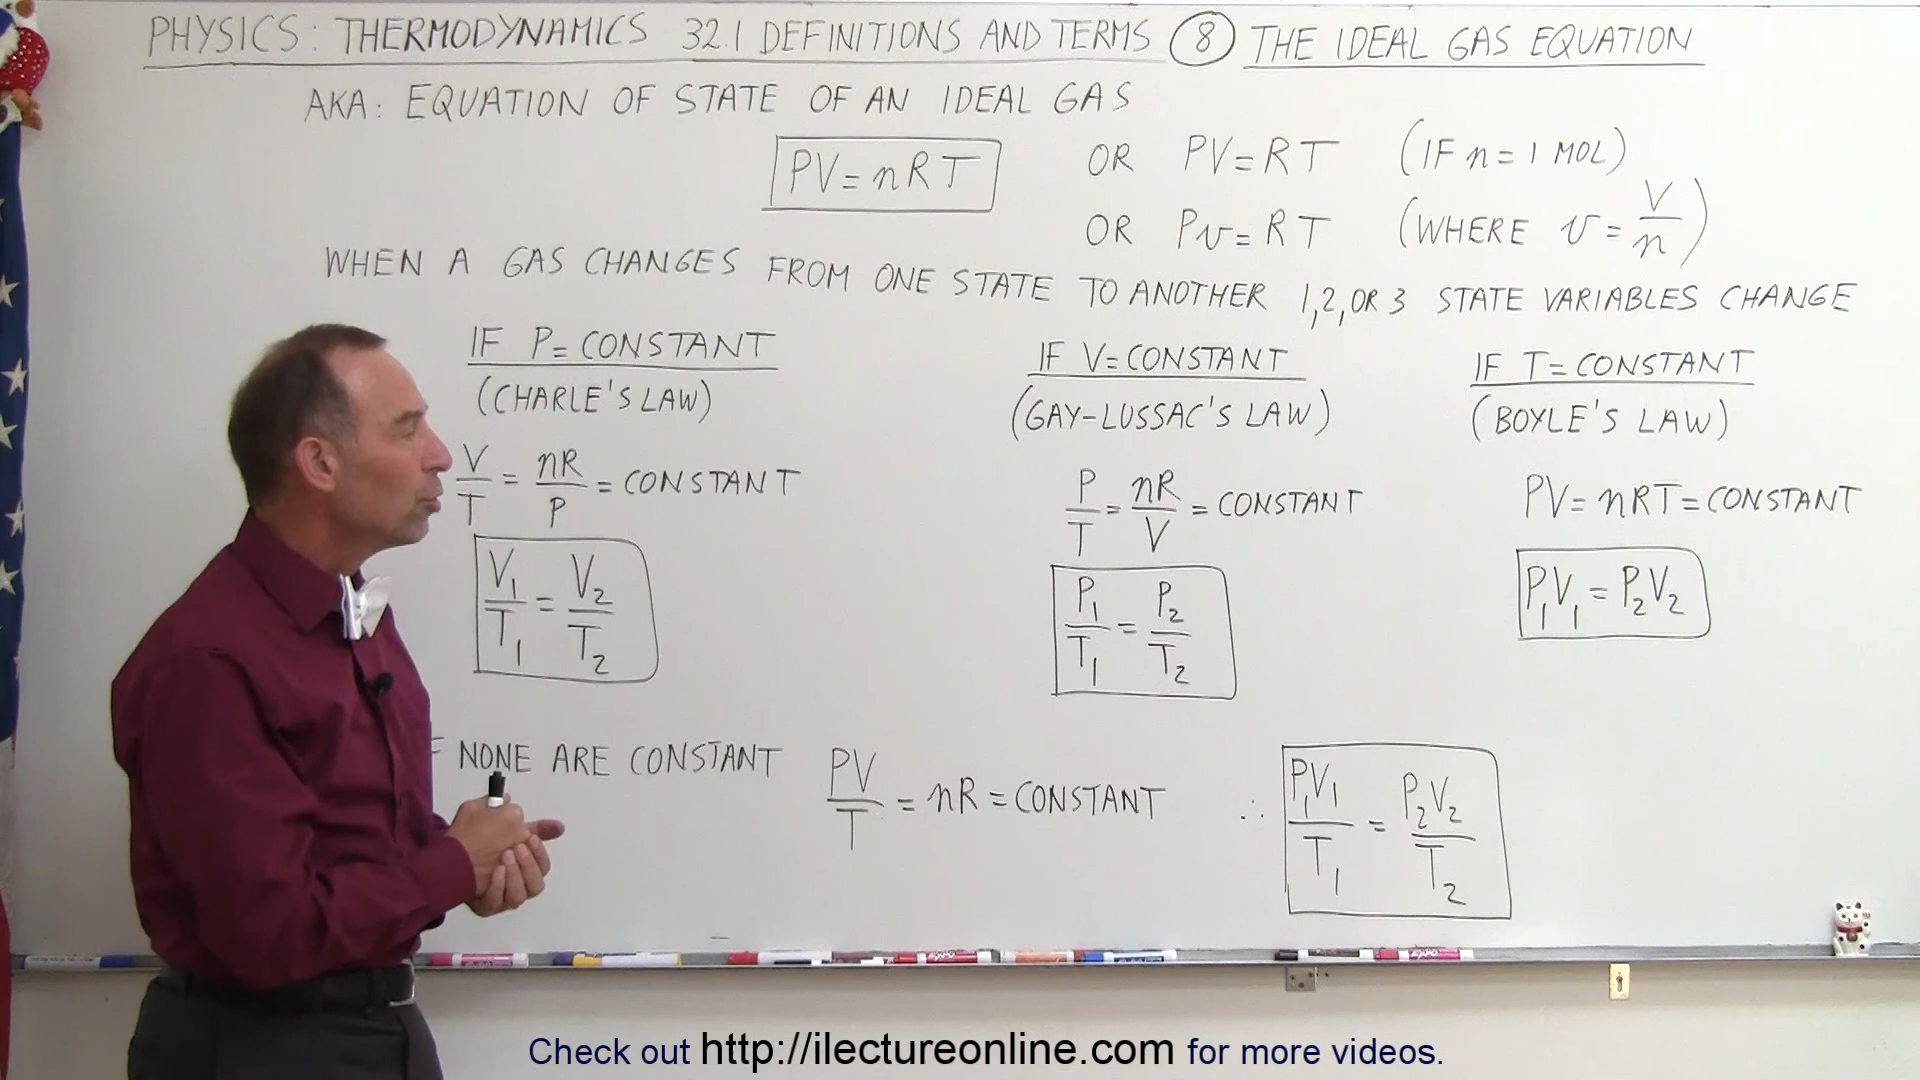 PHYSICS: THERMODYNAMICS 32.1 DEFINITIONS AND TERMS (8) THE IDEAL GAS EQUATION
AKA: EQUATION OF STATE OF AN IDEAL GAS
PV = nRT OR PV = RT (IF n = 1 MOL)
OR Pv = RT (WHERE v = V/n)
WHEN A GAS CHANGES FROM ONE STATE TO ANOTHER 1,2, OR 3 STATE VARIABLES CHANGE
IF P = CONSTANT
(CHARLE'S LAW)
V/T = nR/P = CONSTANT
V₁/T₁ = V₂/T₂
IF V = CONSTANT
(GAY-LUSSAC'S LAW)
P/T = nR/V = CONSTANT
P₁/T₁ = P₂/T₂
IF T = CONSTANT
(BOYLE'S LAW)
PV = nRT = CONSTANT
P₁V₁ = P₂V₂
F NONE ARE CONSTANT PV/T = nR = CONSTANT ∴ P₁V₁/T₁ = P₂V₂/T₂
Check out http://ilectureonline.com for more videos.